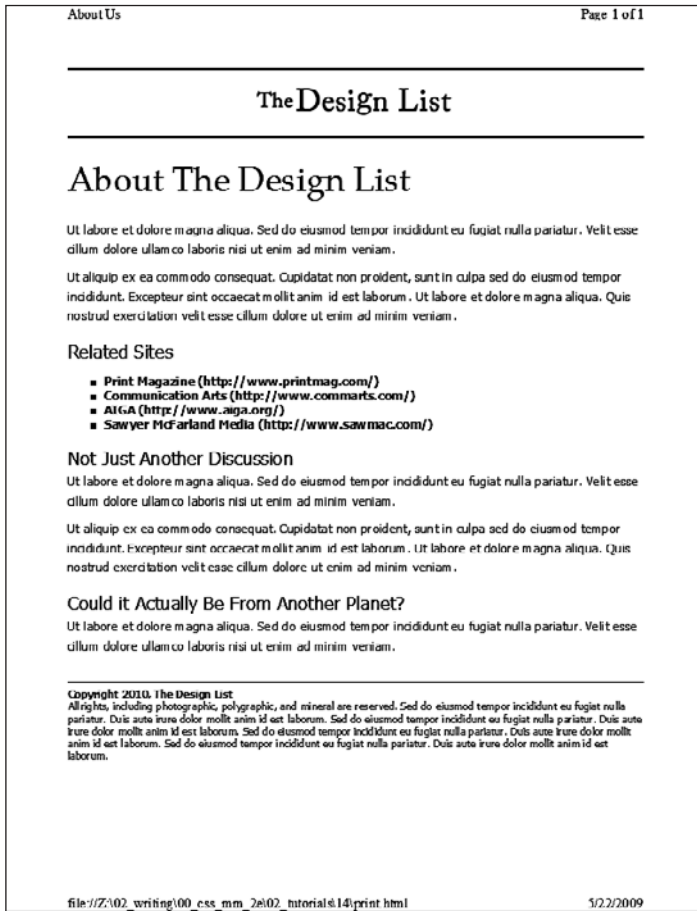 About Us Page 1 of 1
The Design List
About The Design List
Ut labore et dolore magna aliqua. Sed do eiusmod tempor incididunt eu fugiat nulla pariatur. Velit esse
cillum dolore ullamco laboris nisi ut enim ad minim veniam.
Ut aliquip ex ea commodo consequat. Cupidatat non proident, sunt in culpa sed do eiusmod tempor
incididunt. Excepteur sint occaecat mollit anim id est laborum. Ut labore et dolore magna aliqua. Quis
nostrud exercitation velit esse cillum dolore ut enim ad minim veniam.
Related Sites
▪ Print Magazine (http://www.printmag.com/)
▪ Communication Arts (http://www.commarts.com/)
▪ AIGA (http://www.aiga.org/)
▪ Sawyer McFarland Media (http://www.sawmac.com/)
Not Just Another Discussion
Ut labore et dolore magna aliqua. Sed do eiusmod tempor incididunt eu fugiat nulla pariatur. Velit esse
cillum dolore ullamco laboris nisi ut enim ad minim veniam.
Ut aliquip ex ea commodo consequat. Cupidatat non proident, sunt in culpa sed do eiusmod tempor
incididunt. Excepteur sint occaecat mollit anim id est laborum. Ut labore et dolore magna aliqua. Quis
nostrud exercitation velit esse cillum dolore ut enim ad minim veniam.
Could it Actually Be From Another Planet?
Ut labore et dolore magna aliqua. Sed do eiusmod tempor incididunt eu fugiat nulla pariatur. Velit esse
cillum dolore ullamco laboris nisi ut enim ad minim veniam.
Copyright 2010, The Design List
All rights, including photographic, polygraphic, and mineral are reserved. Sed do eiusmod tempor incididunt eu fugiat nulla
pariatur. Duis aute irure dolor mollit anim id est laborum. Sed do eiusmod tempor incididunt eu fugiat nulla pariatur. Duis aute
irure dolor mollit anim id est laborum. Sed do eiusmod tempor incididunt eu fugiat nulla pariatur. Duis aute irure dolor mollit
anim id est laborum. Sed do eiusmod tempor incididunt eu fugiat nulla pariatur. Duis aute irure dolor mollit anim id est
laborum.
file://Z:\02_writing\00_css_mm_2e\02_tutorials\14\print.html 5/22/2009